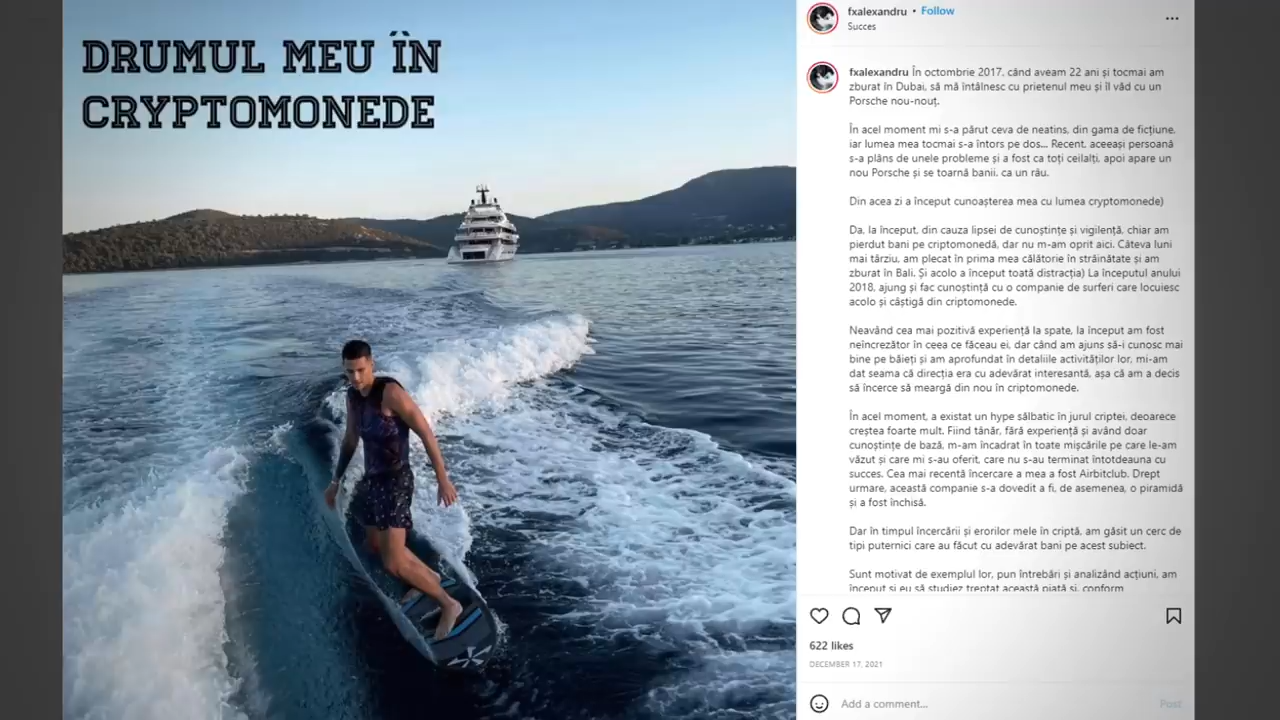 DRUMUL MEU ÎN
CRYPTOMONEDE
fxalexandru • Follow
Succes
fxalexandru În octombrie 2017, când aveam 22 ani și tocmai am
zburat în Dubai, să mă întâlnesc cu prietenul meu și îl văd cu un
Porsche nou-nouț.
În acel moment mi s-a părut ceva de neatins, din gama de ficțiune,
iar lumea mea tocmai s-a întors pe dos... Recent, aceeași persoană
s-a plâns de unele probleme și a fost ca toți ceilalți, apoi apare un
nou Porsche și se toarnă banii. ca un râu.
Din acea zi a început cunoașterea mea cu lumea cryptomonede)
Da, la început, din cauza lipsei de cunoștințe și vigilență, chiar am
pierdut bani pe criptomonedă, dar nu m-am oprit aici. Câteva luni
mai târziu, am plecat în prima mea călătorie în străinătate și am
zburat în Bali. Și acolo a început toată distracția) La începutul anului
2018, ajung și fac cunoștință cu o companie de surferi care locuiesc
acolo și câștigă din criptomonede.
Neavând cea mai pozitivă experiență la spate, la început am fost
neîncrezător în ceea ce făceau ei, dar când am ajuns să-i cunosc mai
bine pe băieți și am aprofundat în detaliile activităților lor, mi-am
dat seama că direcția era cu adevărat interesantă, așa că am a decis
să încerce să meargă din nou în criptomonede.
În acel moment, a existat un hype sălbatic în jurul criptei, deoarece
creștea foarte mult. Fiind tânăr, fără experiență și având doar
cunoștințe de bază, m-am încadrat în toate mișcările pe care le-am
văzut și care mi s-au oferit, care nu s-au terminat întotdeauna cu
succes. Cea mai recentă încercare a mea a fost Airbitclub. Drept
urmare, această companie s-a dovedit a fi, de asemenea, o piramidă
și a fost închisă.
Dar în timpul încercării și erorilor mele în criptă, am găsit un cerc de
tipi puternici care au făcut cu adevărat bani pe acest subiect.
Sunt motivat de exemplul lor, pun întrebări și analizând acțiuni, am
început și eu să studiez treptat această piață și, conform
622 likes
DECEMBER 17, 2021
Add a comment...
Post